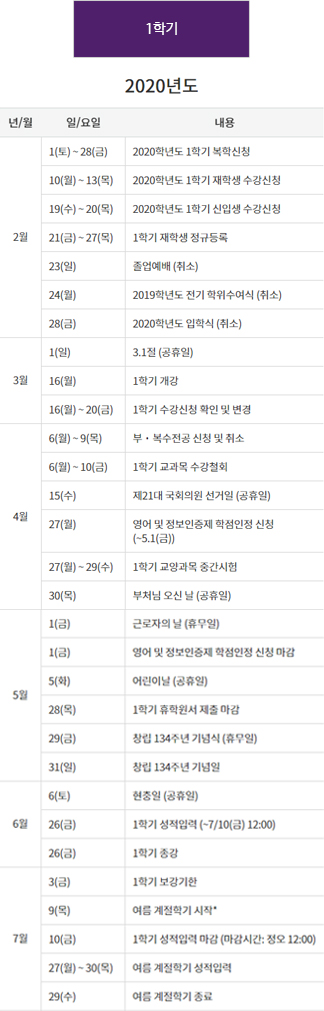 1학기
2020년도
년/월 일/요일 내용
2월
1(토) ~ 28(금) 2020학년도 1학기 복학신청
10(월) ~ 13(목) 2020학년도 1학기 재학생 수강신청
19(수) ~ 20(목) 2020학년도 1학기 신입생 수강신청
21(금) ~ 27(목) 1학기 재학생 정규등록
23(일) 졸업예배 (취소)
24(월) 2019학년도 전기 학위수여식 (취소)
28(금) 2020학년도 입학식 (취소)
3월
1(일) 3.1절 (공휴일)
16(월) 1학기 개강
16(월) ~ 20(금) 1학기 수강신청 확인 및 변경
4월
6(월) ~ 9(목) 부・복수전공 신청 및 취소
6(월) ~ 10(금) 1학기 교과목 수강철회
15(수) 제21대 국회의원 선거일 (공휴일)
27(월) 영어 및 정보인증제 학점인정 신청
(~5.1(금))
27(월) ~ 29(수) 1학기 교양과목 중간시험
30(목) 부처님 오신 날 (공휴일)
5월
1(금) 근로자의 날 (휴무일)
1(금) 영어 및 정보인증제 학점인정 신청 마감
5(화) 어린이날 (공휴일)
28(목) 1학기 휴학원서 제출 마감
29(금) 창립 134주년 기념식 (휴무일)
31(일) 창립 134주년 기념일
6월
6(토) 현충일 (공휴일)
26(금) 1학기 성적입력 (~7/10(금) 12:00)
26(금) 1학기 종강
7월
3(금) 1학기 보강기한
9(목) 여름 계절학기 시작*
10(금) 1학기 성적입력 마감 (마감시간: 정오 12:00)
27(월) ~ 30(목) 여름 계절학기 성적입력
29(수) 여름 계절학기 종료